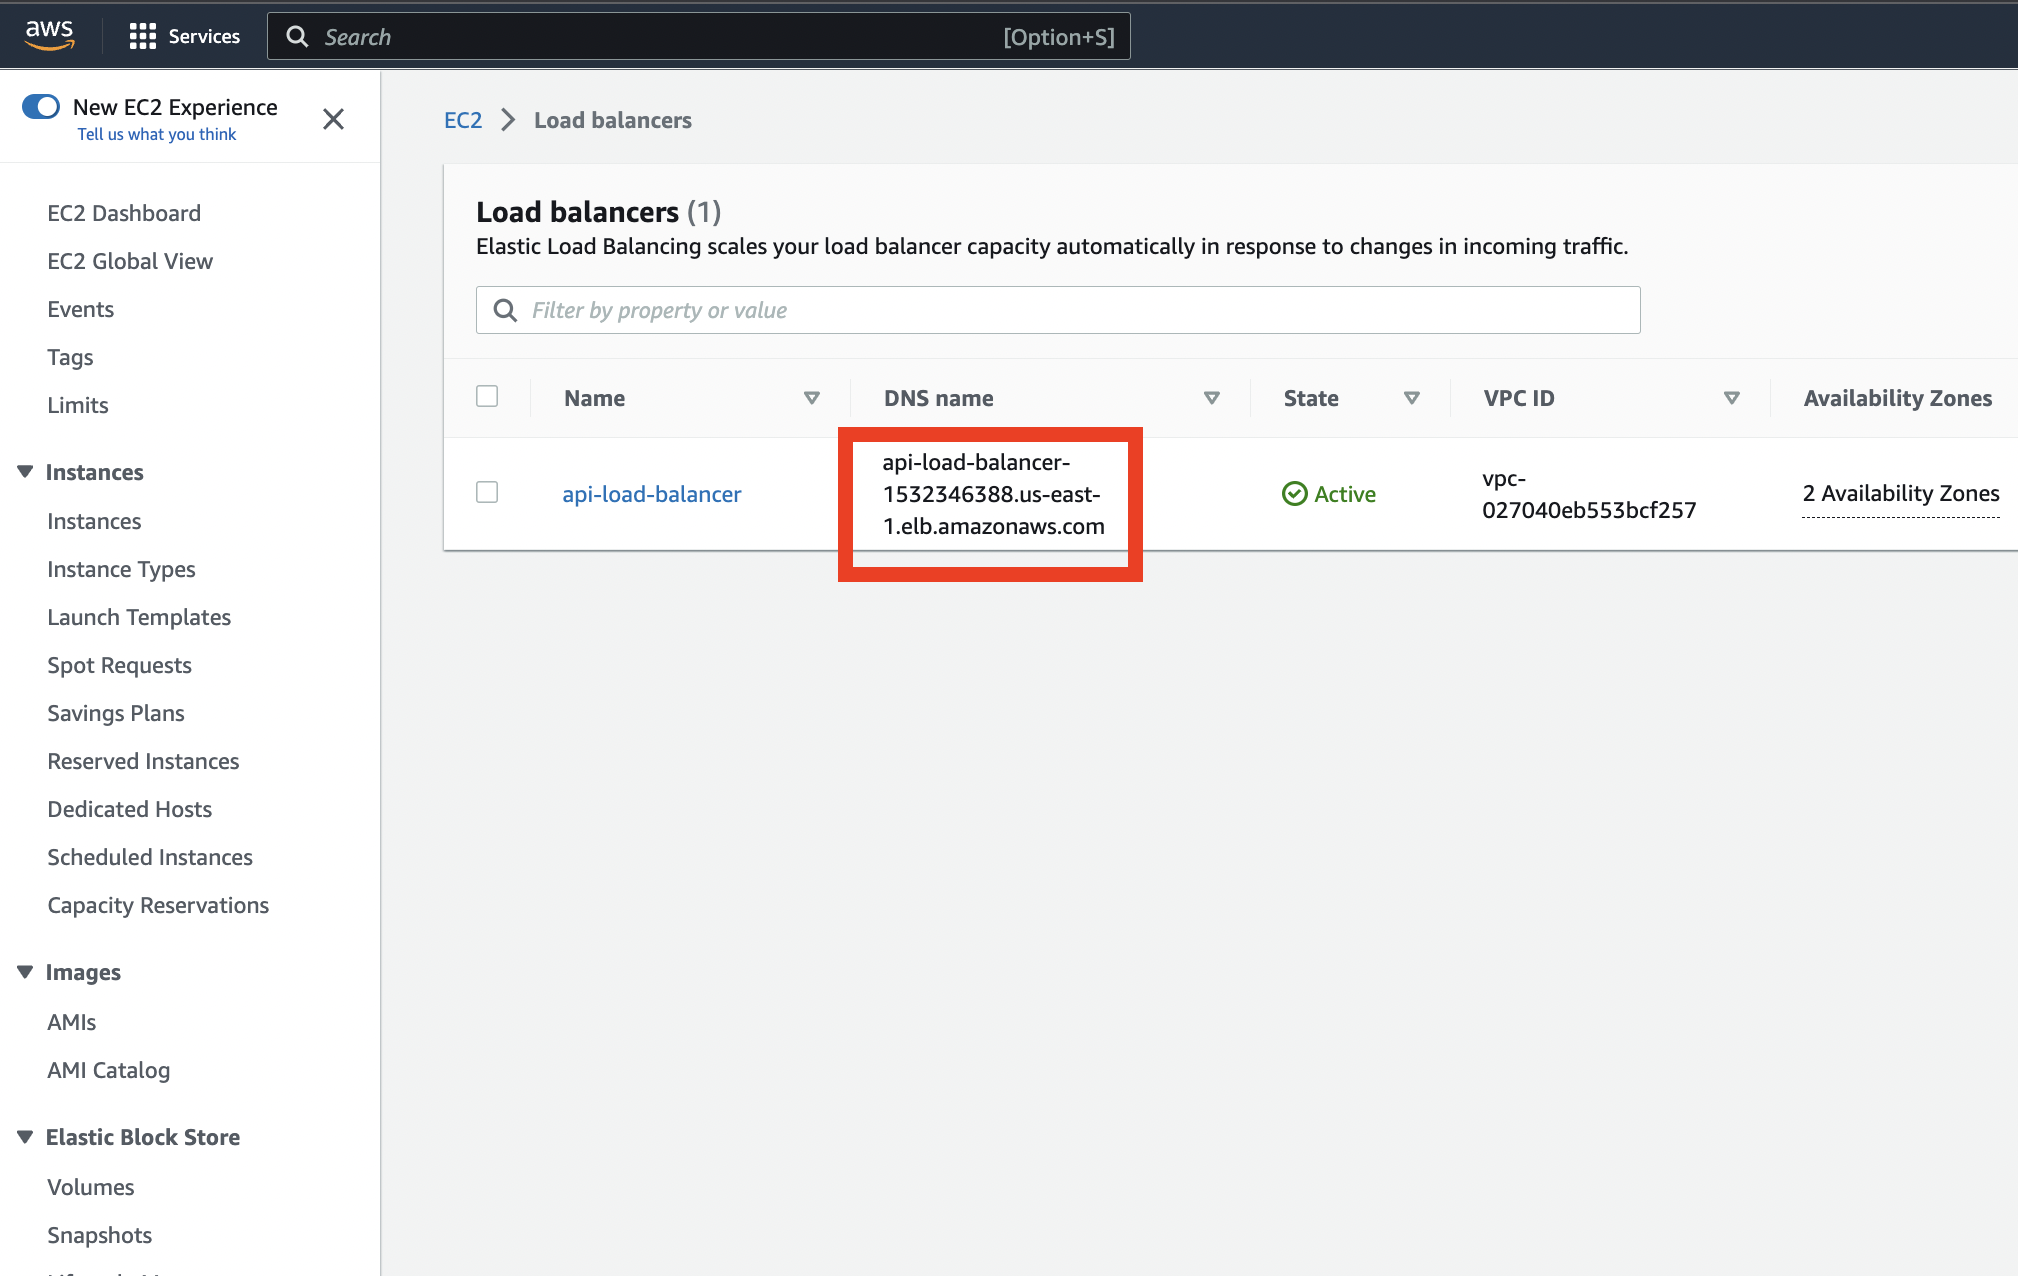 aws
Services
Search
[Option+S]
New EC2 Experience
Tell us what you think
EC2 Dashboard
EC2 Global View
Events
Tags
Limits
Instances
Instances
Instance Types
Launch Templates
Spot Requests
Savings Plans
Reserved Instances
Dedicated Hosts
Scheduled Instances
Capacity Reservations
Images
AMIs
AMI Catalog
Elastic Block Store
Volumes
Snapshots
EC2 > Load balancers
Load balancers (1)
Elastic Load Balancing scales your load balancer capacity automatically in response to changes in incoming traffic.
Filter by property or value
Name
DNS name
State
VPC ID
Availability Zones
api-load-balancer
api-load-balancer-
1532346388.us-east-
1.elb.amazonaws.com
Active
vpc-
027040eb553bcf257
2 Availability Zones